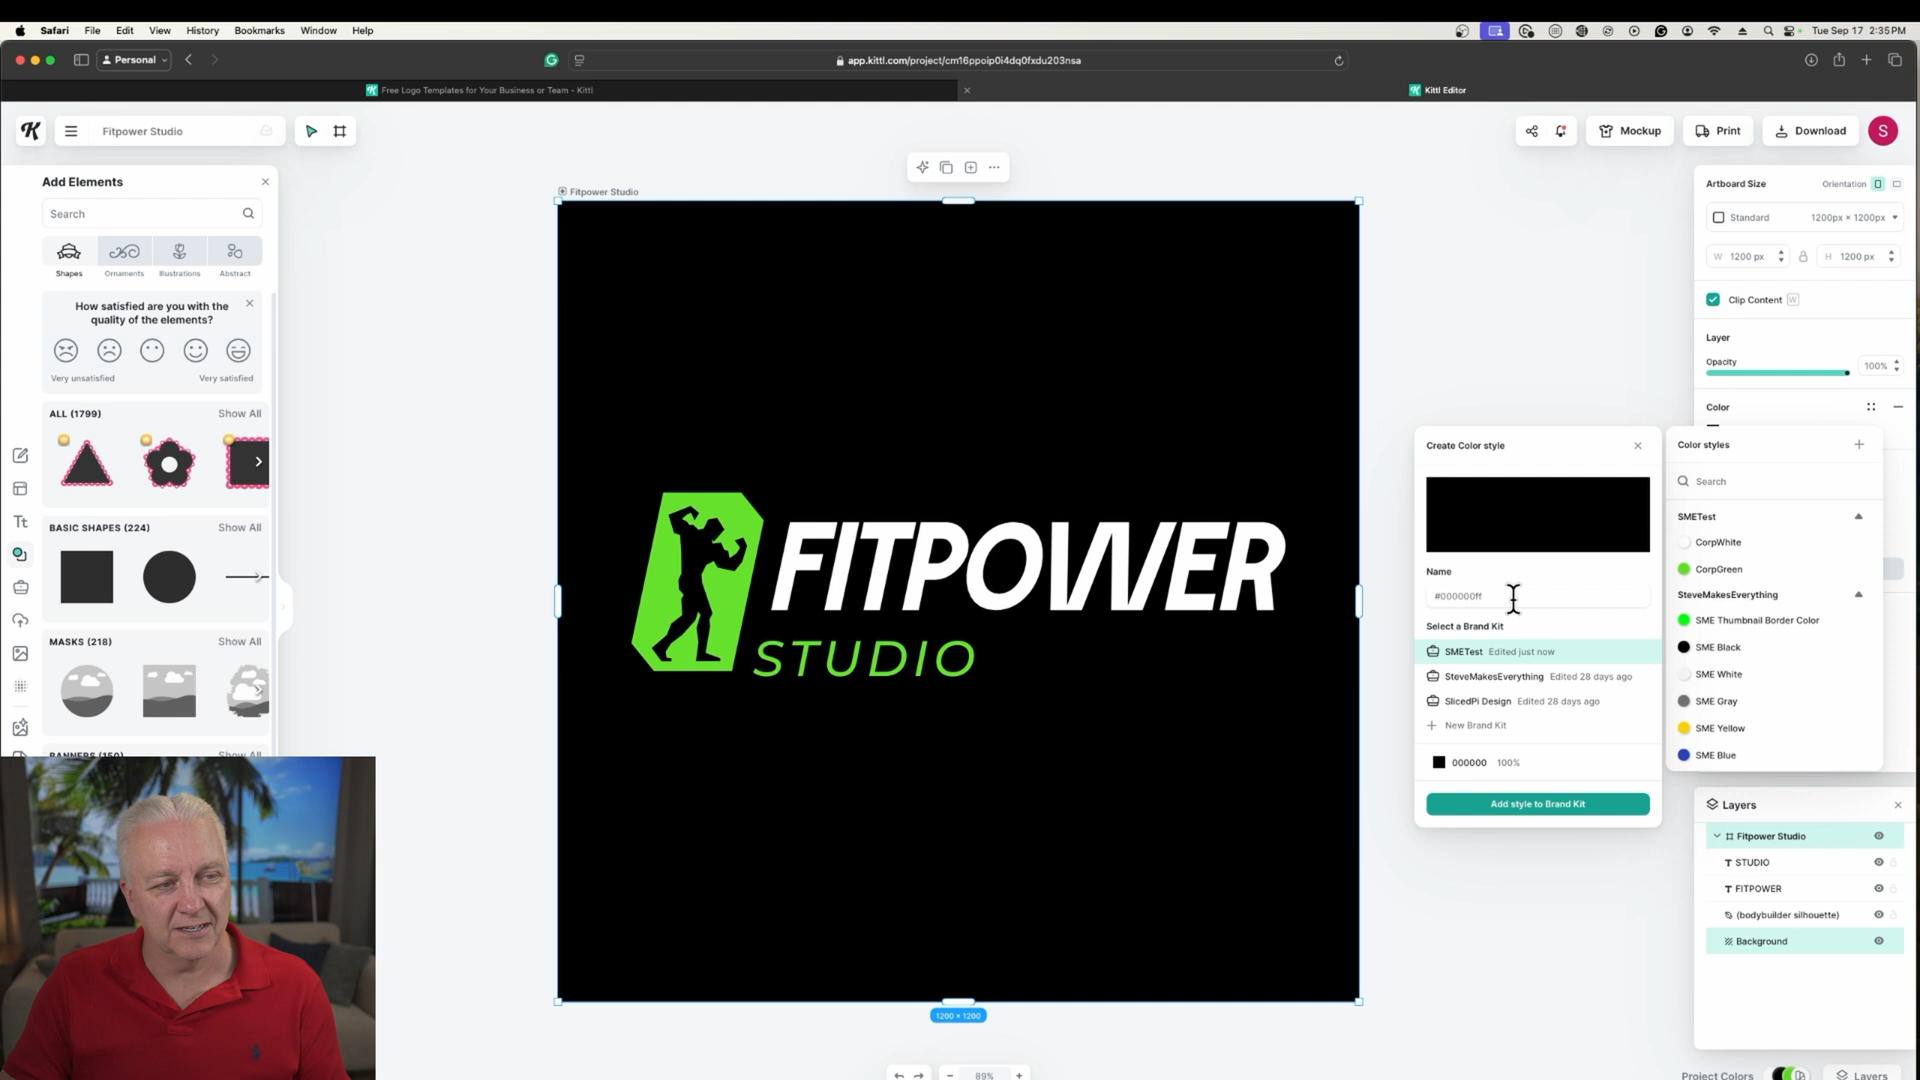 Safari File Edit View History Bookmarks Window Help
Tue Sep 17 2:35 PM
Personal
app.kittl.com/project/cm16ppoip0i4dq0fxdu203nsa
Free Logo Templates for Your Business or Team - Kittl
Kittl Editor
Fitpower Studio
Mockup
Print
Download
S
Add Elements
Search
Shapes Ornaments Illustrations Abstract
How satisfied are you with the
quality of the elements?
Very unsatisfied Very satisfied
ALL (1799) Show All
BASIC SHAPES (224) Show All
MASKS (218) Show All
BANNERS (150) Show All
Fitpower Studio
FITPOWER
STUDIO
1200 × 1200
89%
Artboard Size
Orientation
Standard 1200px × 1200px
W 1200 px H 1200 px
Clip Content W
Layer
Opacity
100%
Color
Create Color style
Name
#000000ff
Select a Brand Kit
SMETest Edited just now
SteveMakesEverything Edited 28 days ago
SlicedPi Design Edited 28 days ago
New Brand Kit
000000 100%
Add style to Brand Kit
Color styles
Search
SMETest
CorpWhite
CorpGreen
SteveMakesEverything
SME Thumbnail Border Color
SME Black
SME White
SME Gray
SME Yellow
SME Blue
Layers
Fitpower Studio
STUDIO
FITPOWER
(bodybuilder silhouette)
Background
Project Colors
Layers